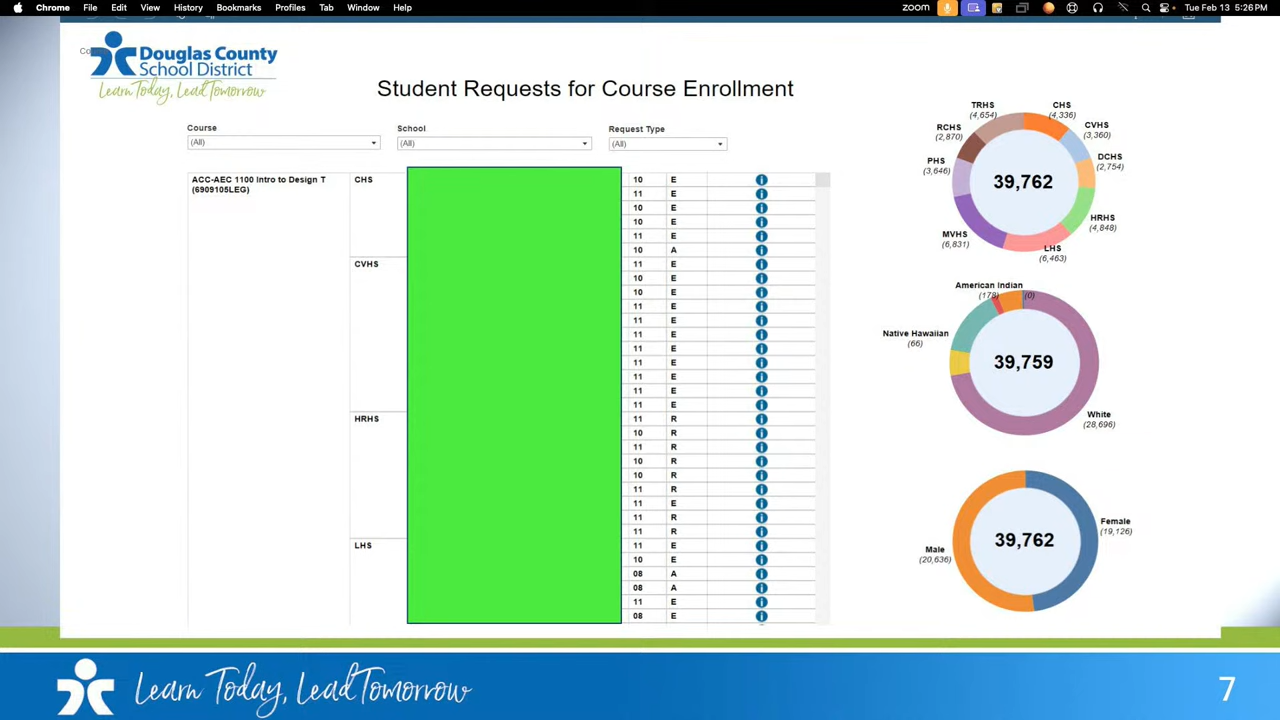 Chrome File Edit View History Bookmarks Profiles Tab Window Help zoom Tue Feb 13 5:26 PM
Douglas County
School District
Learn Today, Lead Tomorrow
Student Requests for Course Enrollment
Course School Request Type
(All) (All) (All)
ACC-AEC 1100 Intro to Design T
(6909105LEG)
CHS
10 E
11 E
10 E
10 E
11 E
10 A
CVHS
11 E
10 E
10 E
11 E
11 E
11 E
11 E
11 E
11 E
11 E
11 E
HRHS
11 R
10 R
11 R
10 R
10 R
11 R
11 E
11 R
11 R
LHS
11 E
10 E
08 A
08 A
11 E
08 E
TRHS
(4,654)
CHS
(4,336)
CVHS
(3,360)
RCHS
(2,870)
DCHS
(2,754)
PHS
(3,646)
39,762
HRHS
(4,848)
MVHS
(6,831)
LHS
(6,463)
American Indian
(178) (0)
Native Hawaiian
(66)
39,759
White
(28,696)
Female
(19,126)
39,762
Male
(20,636)
Learn Today, Lead Tomorrow
7